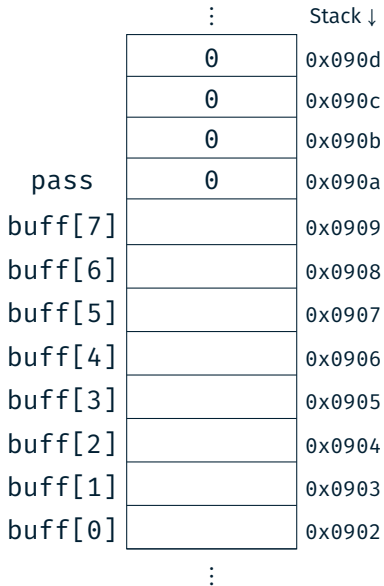 ⋮ Stack ↓
0 0x090d
0 0x090c
0 0x090b
pass 0 0x090a
buff[7] 0x0909
buff[6] 0x0908
buff[5] 0x0907
buff[4] 0x0906
buff[3] 0x0905
buff[2] 0x0904
buff[1] 0x0903
buff[0] 0x0902
⋮